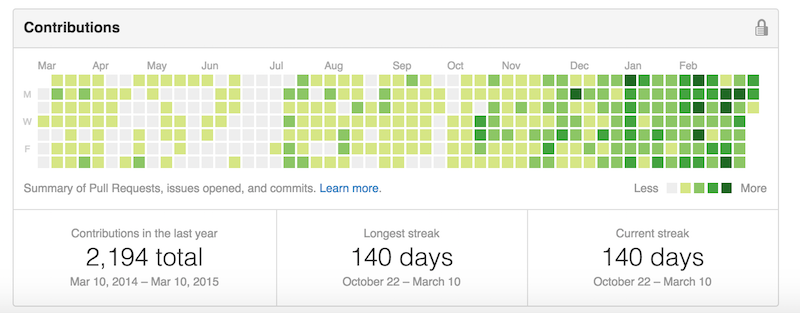 Contributions
Mar Apr May Jun Jul Aug Sep Oct Nov Dec Jan Feb
M
W
F
Summary of Pull Requests, issues opened, and commits. Learn more.
Less More
Contributions in the last year
2,194 total
Mar 10, 2014 – Mar 10, 2015
Longest streak
140 days
October 22 – March 10
Current streak
140 days
October 22 – March 10